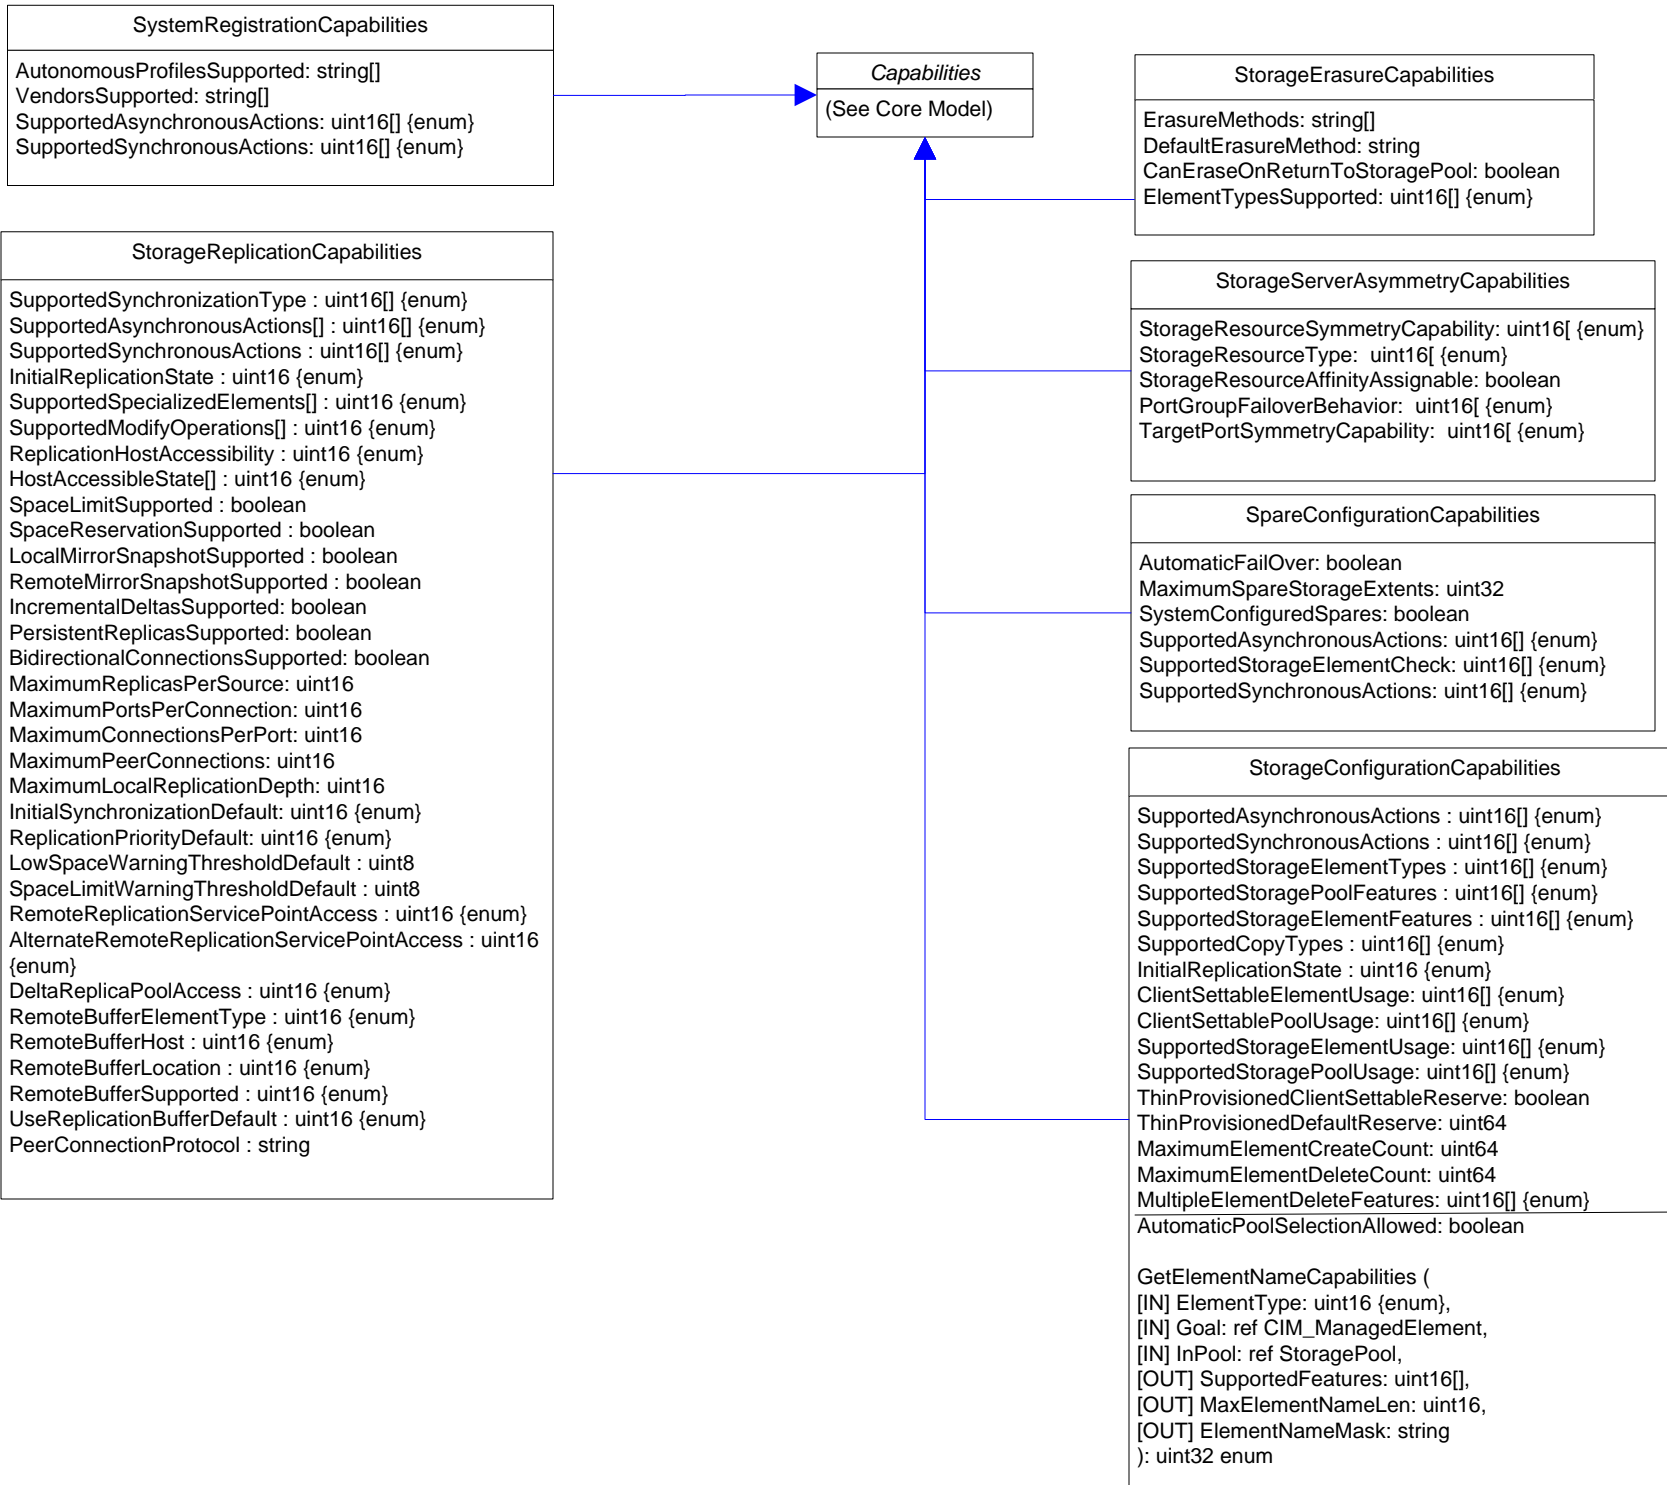 SystemRegistrationCapabilities
AutonomousProfilesSupported: string[]
VendorsSupported: string[]
SupportedAsynchronousActions: uint16[] {enum}
SupportedSynchronousActions: uint16[] {enum}
Capabilities
(See Core Model)
StorageErasureCapabilities
ErasureMethods: string[]
DefaultErasureMethod: string
CanEraseOnReturnToStoragePool: boolean
ElementTypesSupported: uint16[] {enum}
StorageReplicationCapabilities
SupportedSynchronizationType : uint16[] {enum}
SupportedAsynchronousActions[] : uint16[] {enum}
SupportedSynchronousActions : uint16[] {enum}
InitialReplicationState : uint16 {enum}
SupportedSpecializedElements[] : uint16 {enum}
SupportedModifyOperations[] : uint16 {enum}
ReplicationHostAccessibility : uint16 {enum}
HostAccessibleState[] : uint16 {enum}
SpaceLimitSupported : boolean
SpaceReservationSupported : boolean
LocalMirrorSnapshotSupported : boolean
RemoteMirrorSnapshotSupported : boolean
IncrementalDeltasSupported: boolean
PersistentReplicasSupported: boolean
BidirectionalConnectionsSupported: boolean
MaximumReplicasPerSource: uint16
MaximumPortsPerConnection: uint16
MaximumConnectionsPerPort: uint16
MaximumPeerConnections: uint16
MaximumLocalReplicationDepth: uint16
InitialSynchronizationDefault: uint16 {enum}
ReplicationPriorityDefault: uint16 {enum}
LowSpaceWarningThresholdDefault : uint8
SpaceLimitWarningThresholdDefault : uint8
RemoteReplicationServicePointAccess : uint16 {enum}
AlternateRemoteReplicationServicePointAccess : uint16
{enum}
DeltaReplicaPoolAccess : uint16 {enum}
RemoteBufferElementType : uint16 {enum}
RemoteBufferHost : uint16 {enum}
RemoteBufferLocation : uint16 {enum}
RemoteBufferSupported : uint16 {enum}
UseReplicationBufferDefault : uint16 {enum}
PeerConnectionProtocol : string
StorageServerAsymmetryCapabilities
StorageResourceSymmetryCapability: uint16[ {enum}
StorageResourceType:  uint16[ {enum}
StorageResourceAffinityAssignable: boolean
PortGroupFailoverBehavior:  uint16[ {enum}
TargetPortSymmetryCapability:  uint16[ {enum}
SpareConfigurationCapabilities
AutomaticFailOver: boolean
MaximumSpareStorageExtents: uint32
SystemConfiguredSpares: boolean
SupportedAsynchronousActions: uint16[] {enum}
SupportedStorageElementCheck: uint16[] {enum}
SupportedSynchronousActions: uint16[] {enum}
StorageConfigurationCapabilities
SupportedAsynchronousActions : uint16[] {enum}
SupportedSynchronousActions : uint16[] {enum}
SupportedStorageElementTypes : uint16[] {enum}
SupportedStoragePoolFeatures : uint16[] {enum}
SupportedStorageElementFeatures : uint16[] {enum}
SupportedCopyTypes : uint16[] {enum}
InitialReplicationState : uint16 {enum}
ClientSettableElementUsage: uint16[] {enum}
ClientSettablePoolUsage: uint16[] {enum}
SupportedStorageElementUsage: uint16[] {enum}
SupportedStoragePoolUsage: uint16[] {enum}
ThinProvisionedClientSettableReserve: boolean
ThinProvisionedDefaultReserve: uint64
MaximumElementCreateCount: uint64
MaximumElementDeleteCount: uint64
MultipleElementDeleteFeatures: uint16[] {enum}
AutomaticPoolSelectionAllowed: boolean
GetElementNameCapabilities (
[IN] ElementType: uint16 {enum},
[IN] Goal: ref CIM_ManagedElement,
[IN] InPool: ref StoragePool,
[OUT] SupportedFeatures: uint16[],
[OUT] MaxElementNameLen: uint16,
[OUT] ElementNameMask: string
): uint32 enum